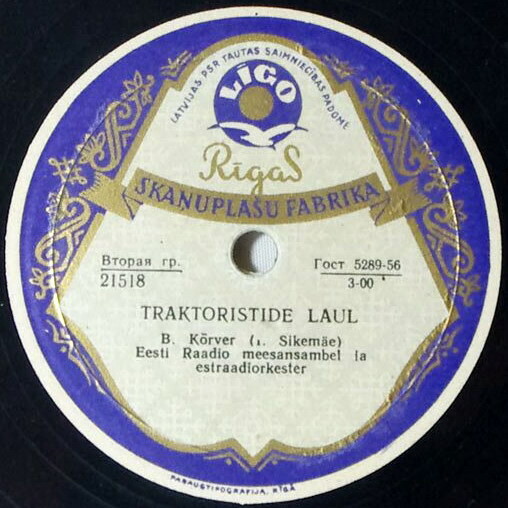 LATVIJAS PSR TAUTAS SAIMNIECĪBAS PADOME
LĪGO
Rīgas
SKAŅUPLAŠU FABRIKA
Вторая гр.
21518
Гост 5289-56
3-00
TRAKTORISTIDE LAUL
B. Kõrver (ı. Sikemäe)
Eesti Raadio meesansambel ja
estraadiorkester
PARAUGTIPOGRAFIJA, RĪGĀ